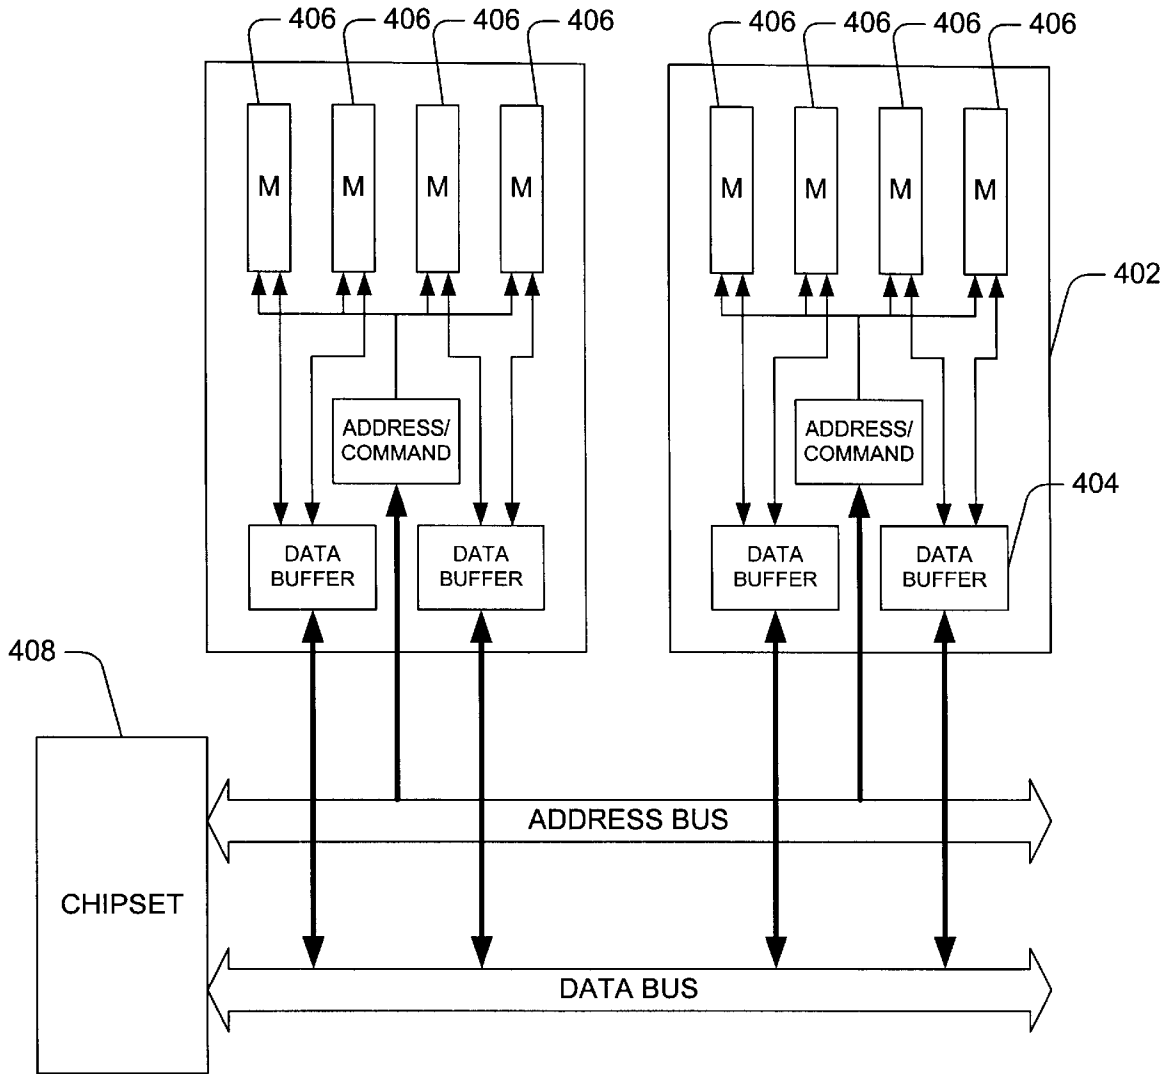 406 406 406 406 406 406 406 406
M M M M M M M M
402
ADDRESS/
COMMAND
ADDRESS/
COMMAND
404
DATA
BUFFER
DATA
BUFFER
DATA
BUFFER
DATA
BUFFER
408
ADDRESS BUS
CHIPSET
DATA BUS